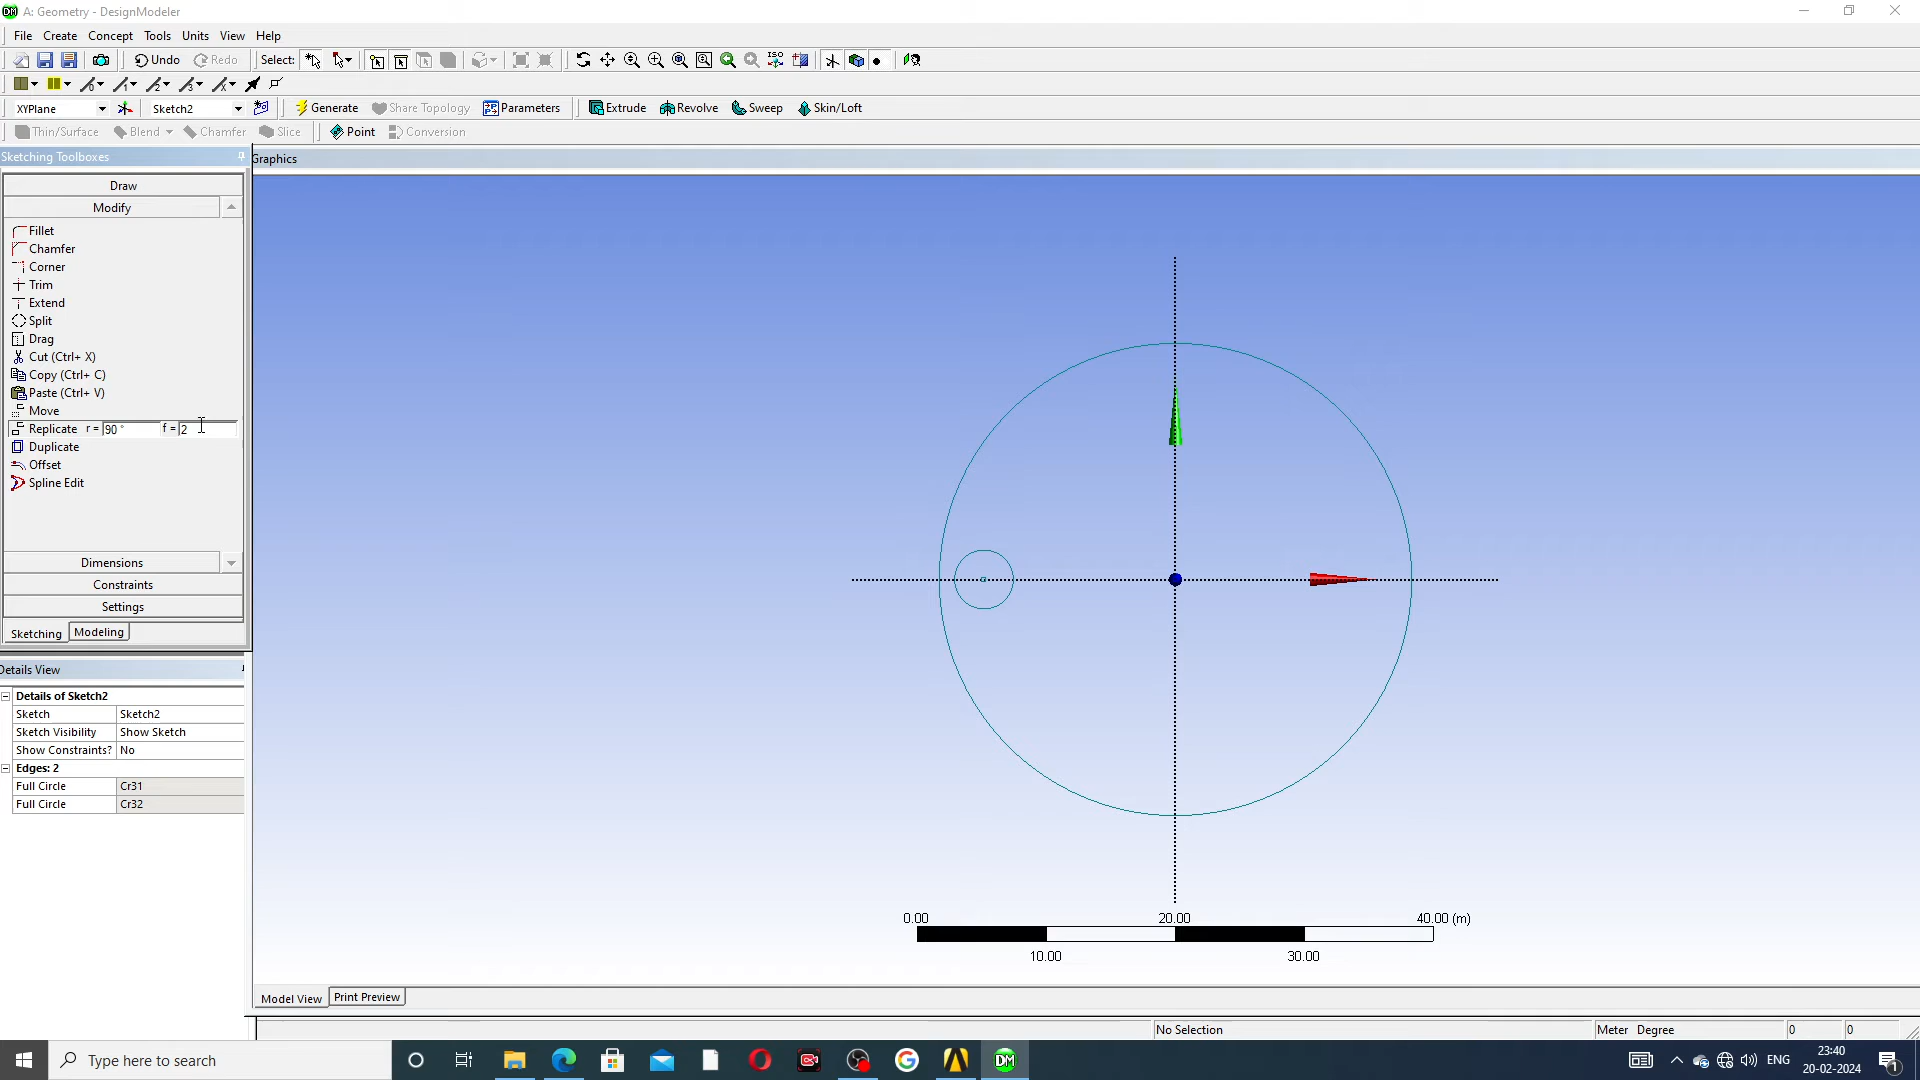 A: Geometry - DesignModeler
File Create Concept Tools Units View Help
Undo Redo Select:
XYPlane Sketch2 Generate Share Topology Parameters Extrude Revolve Sweep Skin/Loft
Thin/Surface Blend Chamfer Slice Point Conversion
Sketching Toolboxes
Graphics
Draw
Modify
Fillet
Chamfer
Corner
Trim
Extend
Split
Drag
Cut (Ctrl+ X)
Copy (Ctrl+ C)
Paste (Ctrl+ V)
Move
Replicate r = 90 ° f = 2
Duplicate
Offset
Spline Edit
Dimensions
Constraints
Settings
Sketching Modeling
Details View
Details of Sketch2
Sketch Sketch2
Sketch Visibility Show Sketch
Show Constraints? No
Edges: 2
Full Circle Cr31
Full Circle Cr32
0.00 20.00 40.00 (m)
10.00 30.00
Model View Print Preview
No Selection Meter Degree 0 0
Type here to search
ENG
23:40
20-02-2024